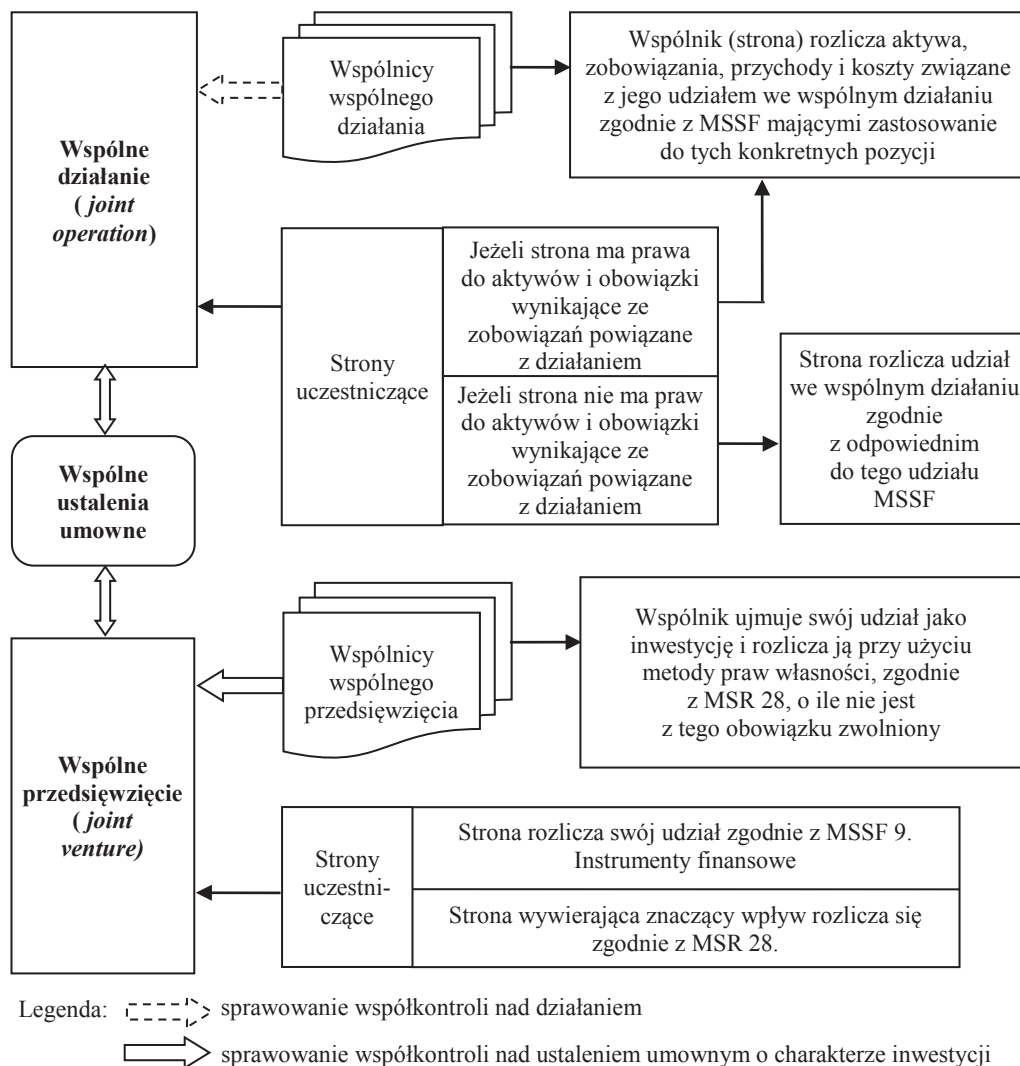 Wspólne
działanie
( joint
operation)
Wspólnicy
wspólnego
działania
Wspólnik (strona) rozlicza aktywa,
zobowiązania, przychody i koszty związane
z jego udziałem we wspólnym działaniu
zgodnie z MSSF mającymi zastosowanie
do tych konkretnych pozycji
Strony
uczestniczące
Jeżeli strona ma prawa
do aktywów i obowiązki
wynikające ze
zobowiązań powiązane
z działaniem
Jeżeli strona nie ma praw
do aktywów i obowiązki
wynikające ze
zobowiązań powiązane
z działaniem
Strona rozlicza udział
we wspólnym działaniu
zgodnie
z odpowiednim
do tego udziału
MSSF
Wspólne
ustalenia
umowne
Wspólne
przedsięwzięcie
( joint
venture)
Wspólnicy
wspólnego
przedsięwzięcia
Wspólnik ujmuje swój udział jako
inwestycję i rozlicza ją przy użyciu
metody praw własności, zgodnie
z MSR 28, o ile nie jest
z tego obowiązku zwolniony
Strony
uczestni-
czące
Strona rozlicza swój udział zgodnie z MSSF 9.
Instrumenty finansowe
Strona wywierająca znaczący wpływ rozlicza się
zgodnie z MSR 28.
Legenda: sprawowanie współkontroli nad działaniem
sprawowanie współkontroli nad ustaleniem umownym o charakterze inwestycji